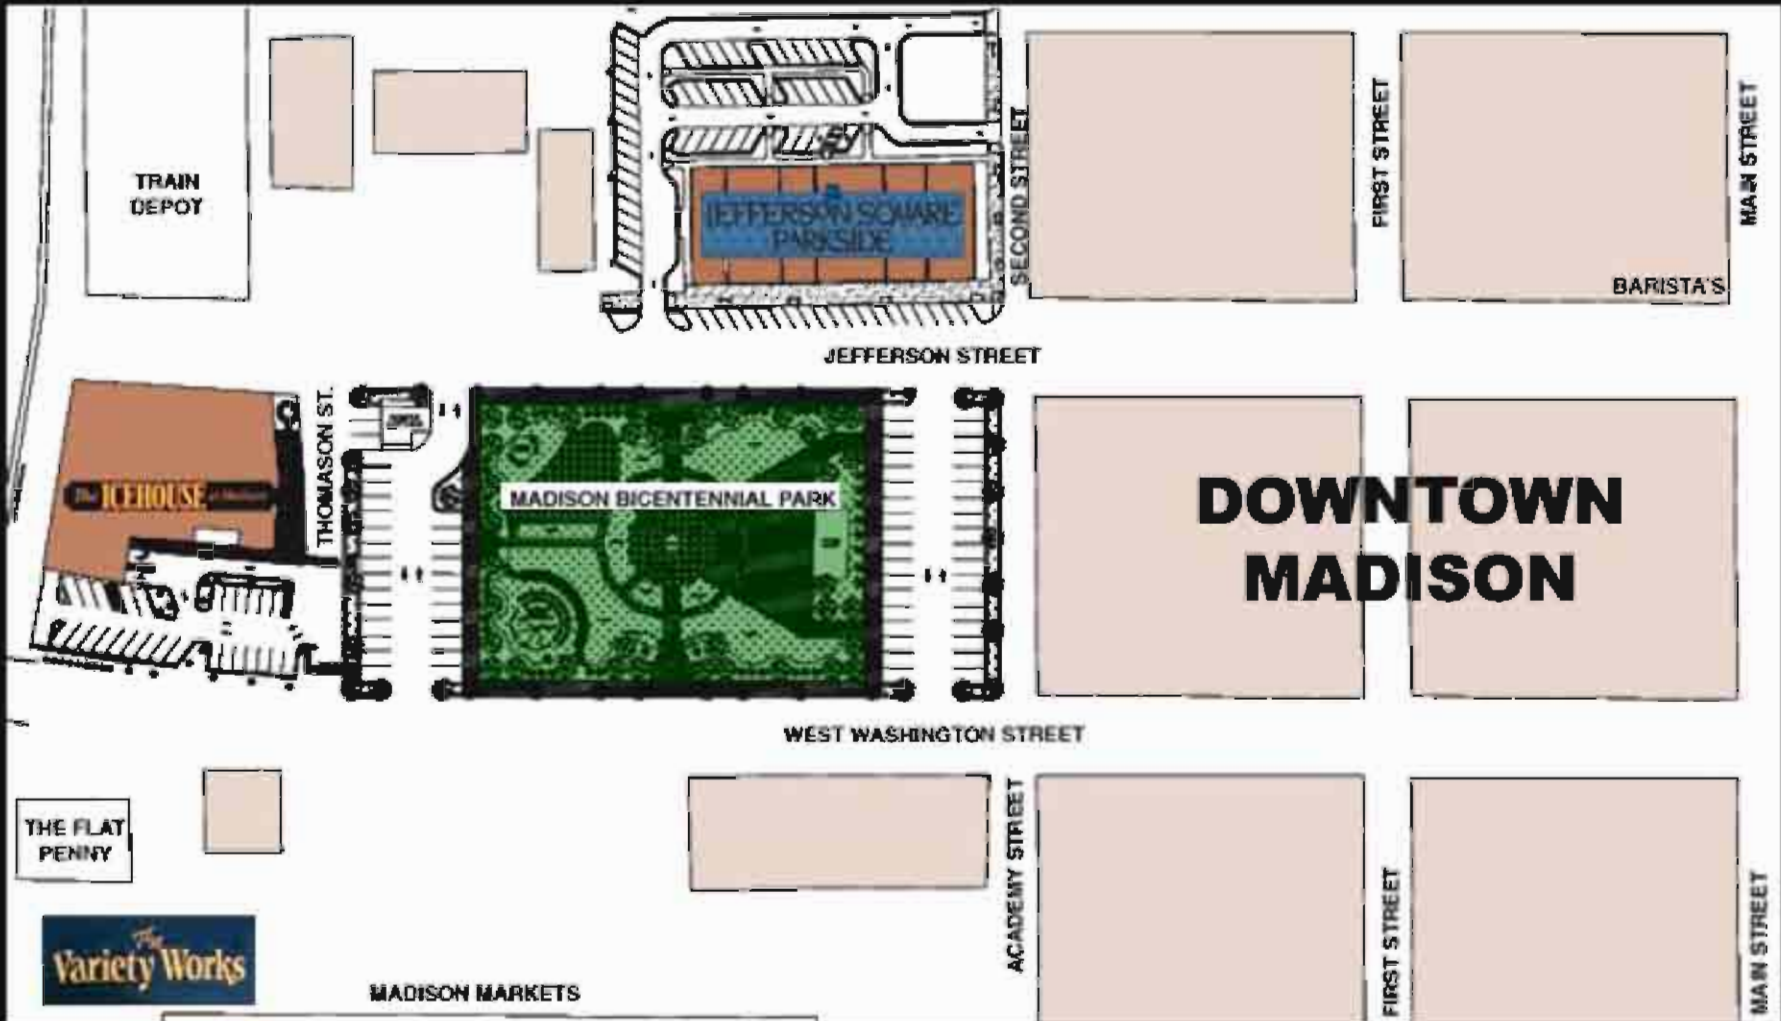 TRAIN
DEPOT
JEFFERSON SQUARE
PARKSIDE
SECOND STREET
FIRST STREET
MAIN STREET
BARISTA'S
JEFFERSON STREET
The ICEHOUSE
THOMASON ST.
MADISON BICENTENNIAL PARK
DOWNTOWN
MADISON
WEST WASHINGTON STREET
THE FLAT
PENNY
ACADEMY STREET
FIRST STREET
MAIN STREET
The
Variety Works
MADISON MARKETS